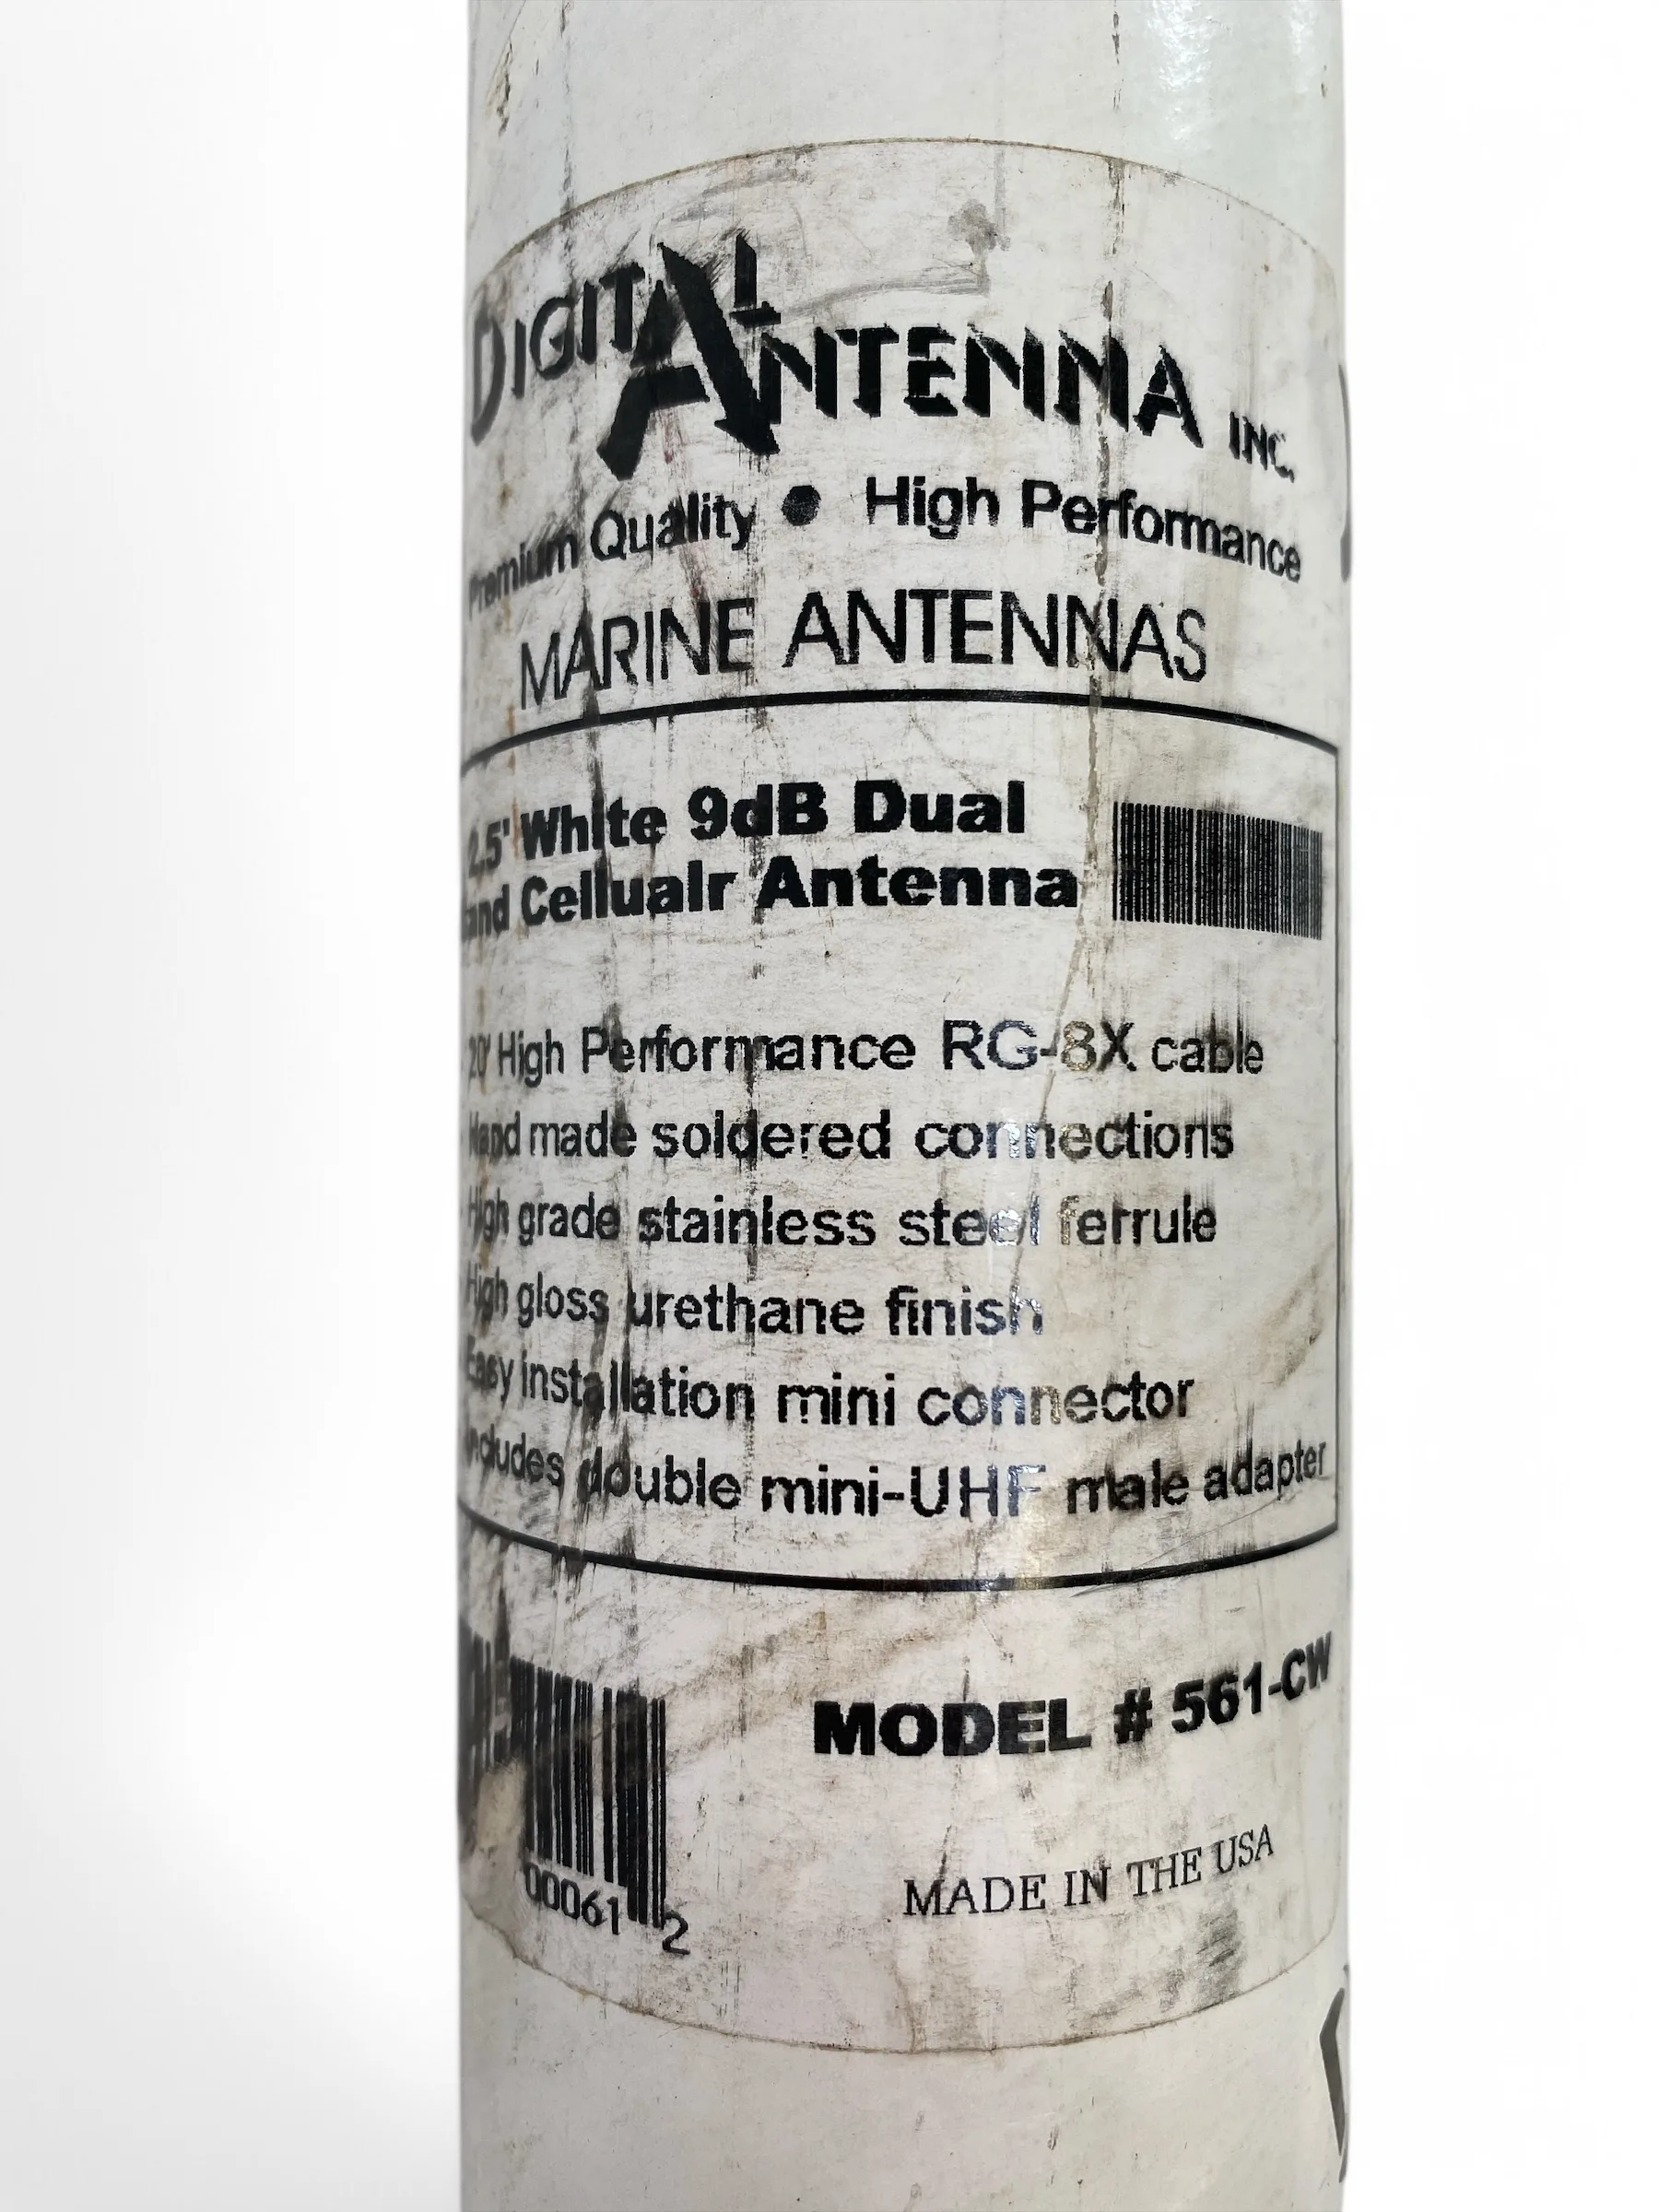 DIGITAL ANTENNA INC.
Premium Quality ● High Performance
MARINE ANTENNAS
2.5' White 9dB Dual
Band Cellualr Antenna
20' High Performance RG-8X cable
Hand made soldered connections
High grade stainless steel ferrule
High gloss urethane finish
Easy installation mini connector
Includes double mini-UHF male adapter
MODEL # 561-CW
00061 2
MADE IN THE USA